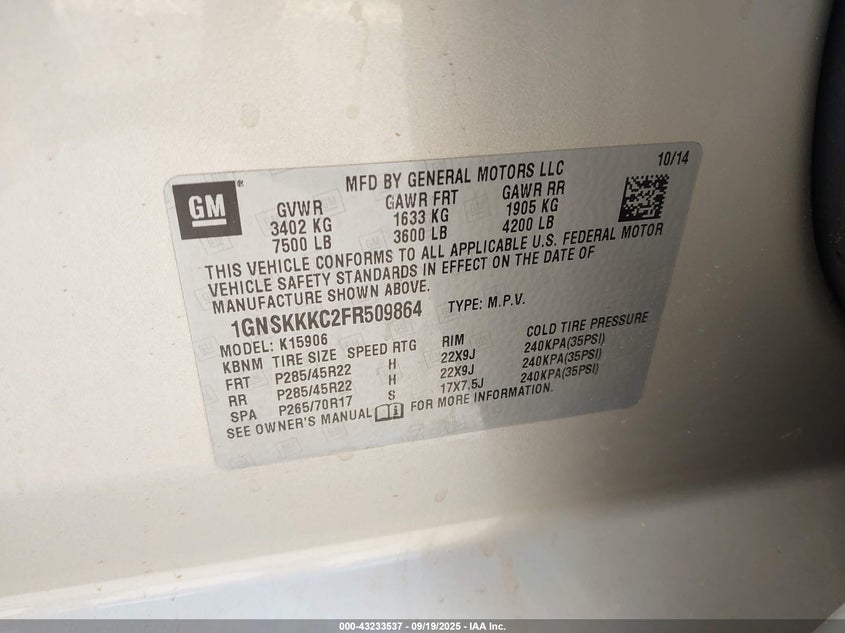 GM
MFD BY GENERAL MOTORS LLC
10/14
GVWR GAWR FRT GAWR RR
3402 KG 1633 KG 1905 KG
7500 LB 3600 LB 4200 LB
THIS VEHICLE CONFORMS TO ALL APPLICABLE U.S. FEDERAL MOTOR
VEHICLE SAFETY STANDARDS IN EFFECT ON THE DATE OF
MANUFACTURE SHOWN ABOVE.
1GNSKKKC2FR509864 TYPE: M.P.V.
MODEL: K15906
KBNM TIRE SIZE SPEED RTG RIM COLD TIRE PRESSURE
FRT P285/45R22 H 22X9J 240KPA(35PSI)
RR P285/45R22 H 22X9J 240KPA(35PSI)
SPA P265/70R17 S 17X7.5J 240KPA(35PSI)
SEE OWNER'S MANUAL FOR MORE INFORMATION.
000-43233537 - 09/19/2025 - IAA Inc.